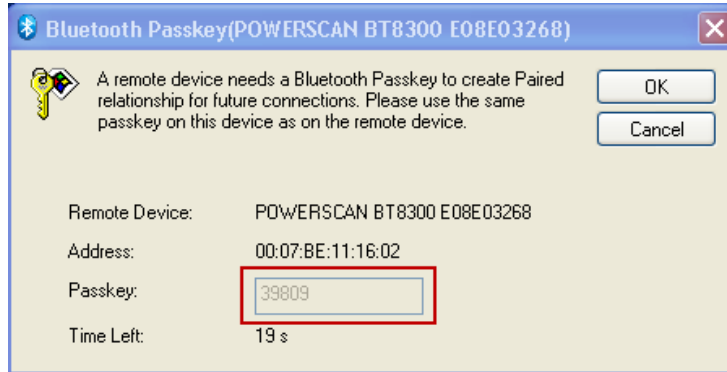 Bluetooth Passkey(POWERSCAN BT8300 E08E03268)
A remote device needs a Bluetooth Passkey to create Paired
relationship for future connections. Please use the same
passkey on this device as on the remote device.
OK
Cancel
Remote Device: POWERSCAN BT8300 E08E03268
Address: 00:07:BE:11:16:02
Passkey: 39809
Time Left: 19 s